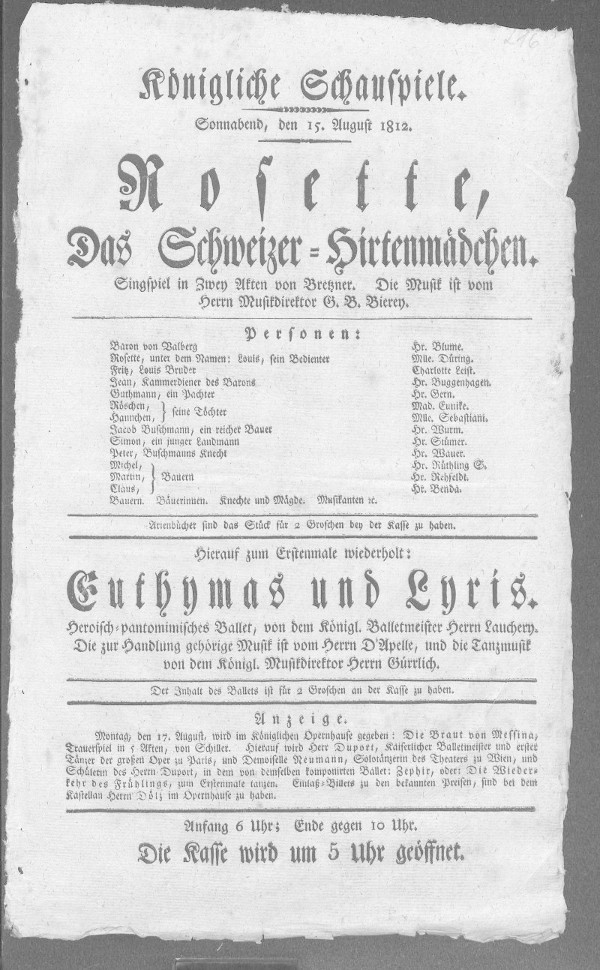 Königliche Schauspiele.
Sonnabend, den 15. August 1812.
Rosette,
Das Schweizer-Hirtenmädchen.
Singspiel in Zwey Akten von Bretzner. Die Musik ist vom
Herrn Musikdirektor G. B. Bierey.
Personen:
Baron von Valberg Hr. Blume.
Rosette, unter dem Namen: Louis, sein Bedienter Mlle. Düring.
Fritz, Louis Bruder Charlotte Leist.
Jean, Kammerdiener des Barons Hr. Buggenhagen.
Guthmann, ein Pachter Hr. Gern.
Röschen, } seine Töchter Mad. Eunike.
Hannchen, Mlle. Sebastiani.
Jacob Buschmann, ein reicher Bauer Hr. Wurm.
Simon, ein junger Landmann Hr. Stümer.
Peter, Buschmanns Knecht Hr. Wauer.
Michel, Hr. Rüthling S.
Martin, } Bauern Hr. Rehfeldt.
Claus, Hr. Benda.
Bauern. Bäuerinnen. Knechte und Mägde. Musikanten ꝛc.
Arienbücher sind das Stück für 2 Groschen bey der Kasse zu haben.
Hierauf zum Erstenmale wiederholt:
Euthymas und Lyris.
Heroisch-pantomimisches Ballet, von dem Königl. Balletmeister Herrn Lauchery.
Die zur Handlung gehörige Musik ist vom Herrn D'Apelle, und die Tanzmusik
von dem Königl. Musikdirektor Herrn Gürrlich.
Der Inhalt des Ballets ist für 2 Groschen an der Kasse zu haben.
Anzeige.
Montag, den 17. August, wird im Königlichen Opernhause gegeben: Die Braut von Messina,
Trauerspiel in 5 Akten, von Schiller. Hierauf wird Herr Duport, Kaiserlicher Balletmeister und erster
Tänzer der großen Oper zu Paris, und Demoiselle Neumann, Solotänzerin des Theaters zu Wien, und
Schülerin des Herrn Duport, in dem von demselben komponirten Ballet: Zephir, oder: Die Wieder-
kehr des Frühlings, zum Erstenmale tanzen. Einlaß-Billets zu den bekannten Preisen, sind bei dem
Kastellan Herrn Dölz im Opernhause zu haben.
Anfang 6 Uhr; Ende gegen 10 Uhr.
Die Kasse wird um 5 Uhr geöffnet.